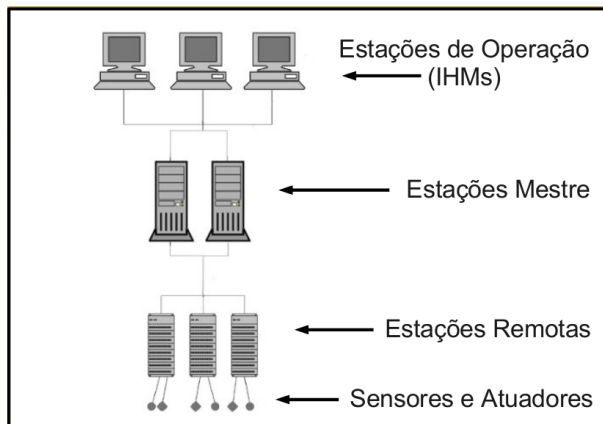 Estações de Operação
(IHMs)
Estações Mestre
Estações Remotas
Sensores e Atuadores